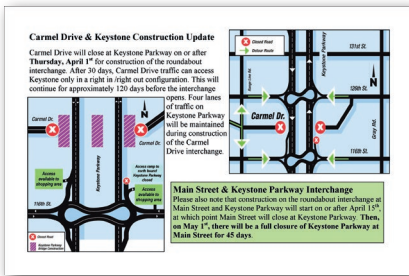 Carmel Drive & Keystone Construction Update
Carmel Drive will close at Keystone Parkway on or after
Thursday, April 1st for construction of the roundabout
interchange. After 30 days, Carmel Drive traffic can access
Keystone only in a right in /right out configuration. This will
continue for approximately 120 days before the interchange
opens. Four lanes
of traffic on
Keystone Parkway
will be maintained
during construction
of the Carmel
Drive interchange.
Carmel Dr.
Carmel Dr.
Keystone Parkway
N
Access
available to
shopping area
Access ramp to
north bound
Keystone Parkway
closed
Access
available to
shopping area
116th St.
Closed Road
Keystone Parkway
Bridge Construction
Closed Road
Detour Route
Range Line Rd.
Keystone Parkway
131st St.
126th St.
N
Carmel Dr.
Gray Rd.
116th St.
Main Street & Keystone Parkway Interchange
Please also note that construction on the roundabout interchange at
Main Street and Keystone Parkway will start on or after April 15th,
at which point Main Street will close at Keystone Parkway. Then,
on May 1st, there will be a full closure of Keystone Parkway at
Main Street for 45 days.